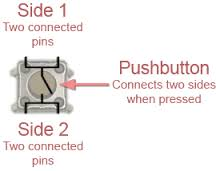 Side 1
Two connected
pins
Pushbutton
Connects two sides
when pressed
Side 2
Two connected
pins